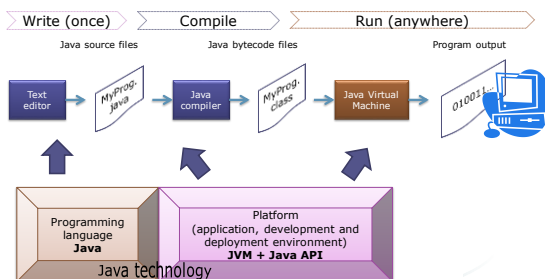 Write (once)
Compile
Run (anywhere)
Java source files
Java bytecode files
Program output
Text
editor
MyProg.
java
Java
compiler
MyProg.
class
Java Virtual
Machine
010011...
Programming
language
Java
Platform
(application, development and
deployment environment)
JVM + Java API
Java technology